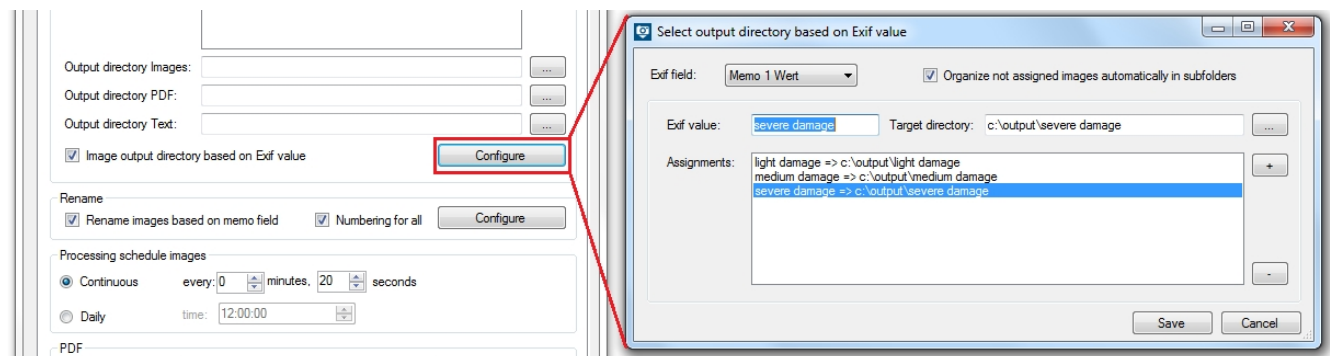 Output directory Images:
...
Output directory PDF:
...
Output directory Text:
...
Image output directory based on Exif value
Configure
Rename
Rename images based on memo field
Numbering for all
Configure
Processing schedule images
Continuous every: 0 minutes, 20 seconds
Daily time: 12:00:00
PDF
Select output directory based on Exif value
Exif field: Memo 1 Wert
Organize not assigned images automatically in subfolders
Exif value: severe damage Target directory: c:\output\severe damage ...
Assignments:
light damage => c:\output\light damage
medium damage => c:\output\medium damage
severe damage => c:\output\severe damage
+
-
Save Cancel